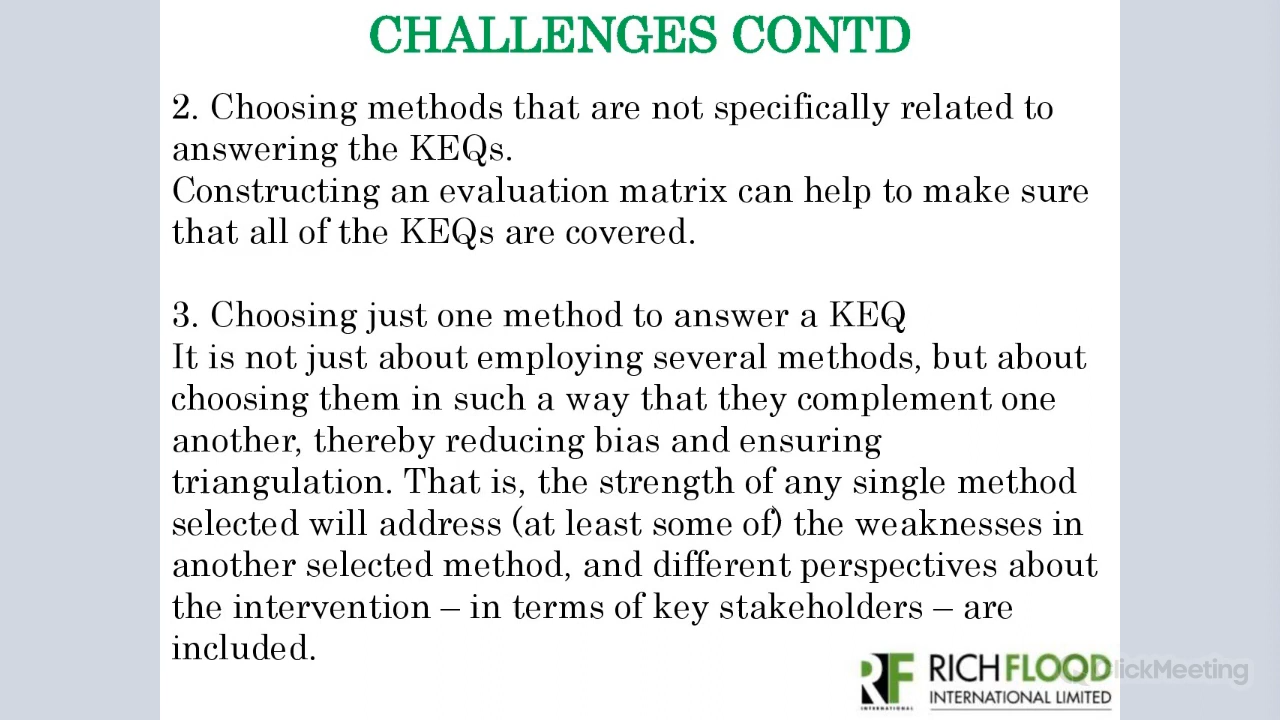 CHALLENGES CONTD
2. Choosing methods that are not specifically related to
answering the KEQs.
Constructing an evaluation matrix can help to make sure
that all of the KEQs are covered.
3. Choosing just one method to answer a KEQ
It is not just about employing several methods, but about
choosing them in such a way that they complement one
another, thereby reducing bias and ensuring
triangulation. That is, the strength of any single method
selected will address (at least some of) the weaknesses in
another selected method, and different perspectives about
the intervention – in terms of key stakeholders – are
included.
RF
INTERNATIONAL
RICHFLOOD
INTERNATIONAL LIMITED
ClickMeeting